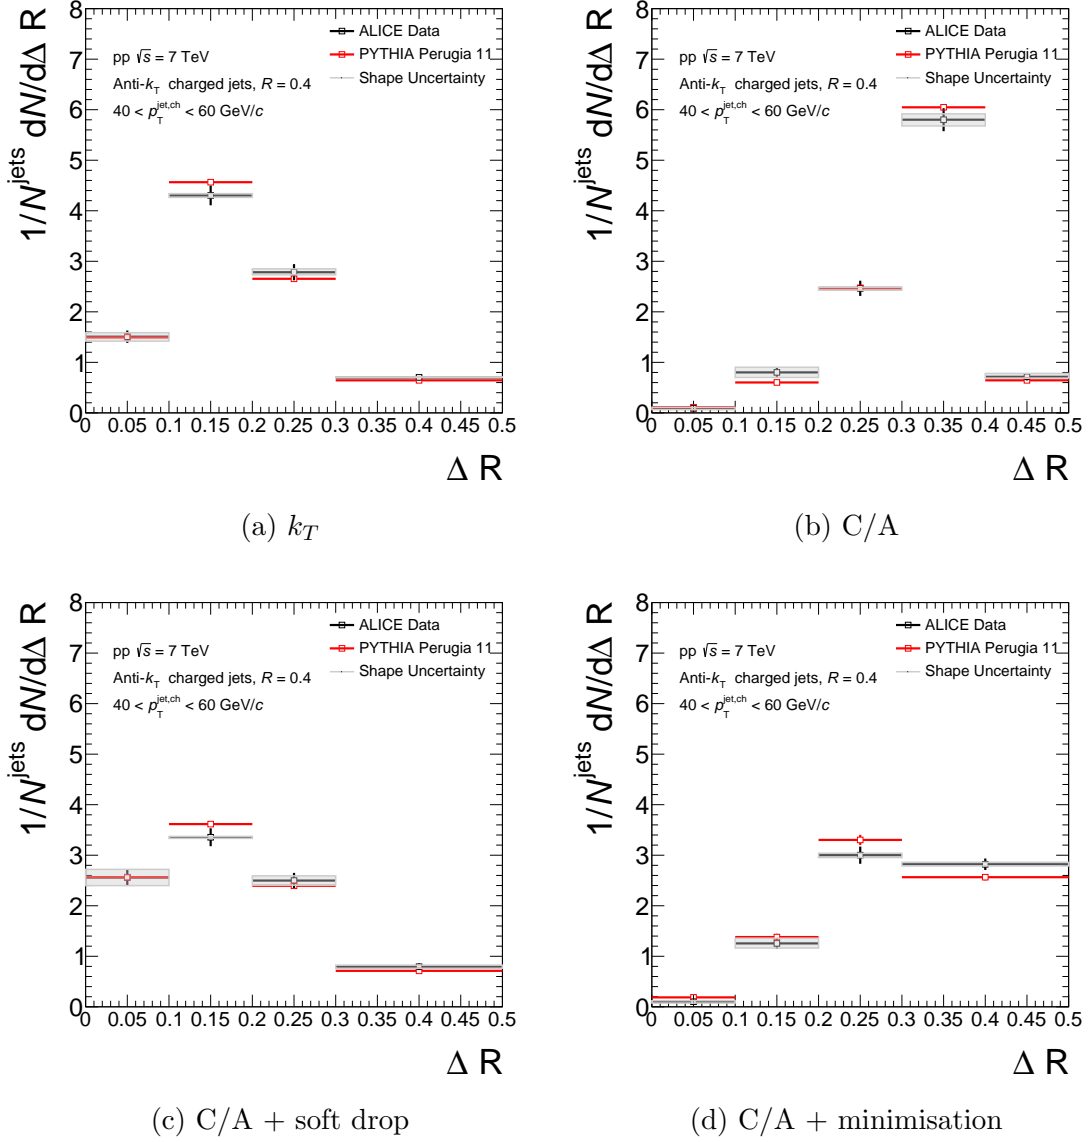 1/N^jets dN/dΔ R
8
7
6
5
4
3
2
1
0
pp √s = 7 TeV
Anti-k_T charged jets, R = 0.4
40 < p_T^jet,ch < 60 GeV/c
ALICE Data
PYTHIA Perugia 11
Shape Uncertainty
0 0.05 0.1 0.15 0.2 0.25 0.3 0.35 0.4 0.45 0.5
Δ R
(a) k_T
1/N^jets dN/dΔ R
8
7
6
5
4
3
2
1
0
pp √s = 7 TeV
Anti-k_T charged jets, R = 0.4
40 < p_T^jet,ch < 60 GeV/c
ALICE Data
PYTHIA Perugia 11
Shape Uncertainty
0 0.05 0.1 0.15 0.2 0.25 0.3 0.35 0.4 0.45 0.5
Δ R
(b) C/A
1/N^jets dN/dΔ R
8
7
6
5
4
3
2
1
0
pp √s = 7 TeV
Anti-k_T charged jets, R = 0.4
40 < p_T^jet,ch < 60 GeV/c
ALICE Data
PYTHIA Perugia 11
Shape Uncertainty
0 0.05 0.1 0.15 0.2 0.25 0.3 0.35 0.4 0.45 0.5
Δ R
(c) C/A + soft drop
1/N^jets dN/dΔ R
8
7
6
5
4
3
2
1
0
pp √s = 7 TeV
Anti-k_T charged jets, R = 0.4
40 < p_T^jet,ch < 60 GeV/c
ALICE Data
PYTHIA Perugia 11
Shape Uncertainty
0 0.05 0.1 0.15 0.2 0.25 0.3 0.35 0.4 0.45 0.5
Δ R
(d) C/A + minimisation